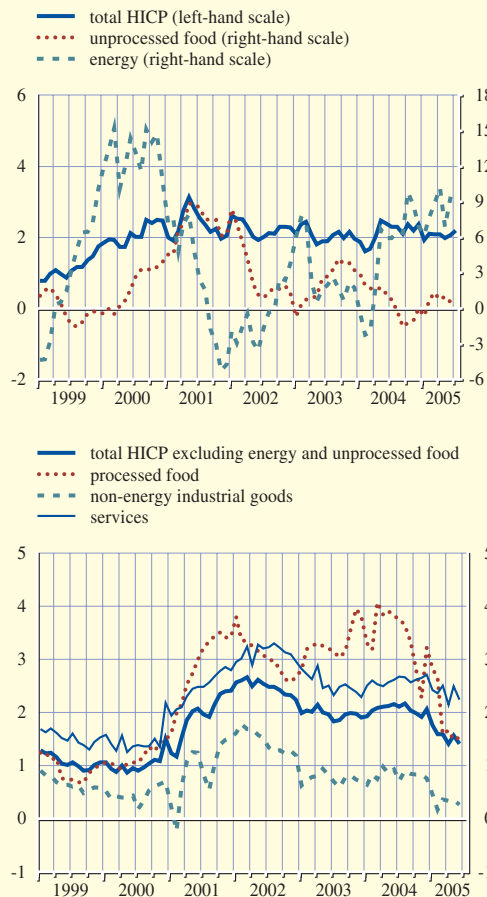 total HICP (left-hand scale)
unprocessed food (right-hand scale)
energy (right-hand scale)
6
4
2
0
-2
18
15
12
9
6
3
0
-3
-6
1999 2000 2001 2002 2003 2004 2005
total HICP excluding energy and unprocessed food
processed food
non-energy industrial goods
services
5
4
3
2
1
0
-1
5
2
1999 2000 2001 2002 2003 2004 2005